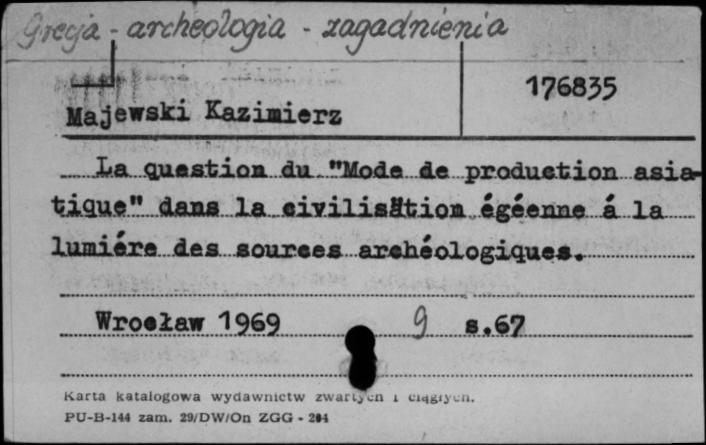 Grecja - archeologia - zagadnienia
176835
Majewski Kazimierz
La question du "Mode de production asia-
tique" dans la civilisation égéenne á la
lumiére des sources archéologiques.
Wrocław 1969 9 s.67
Karta katalogowa wydawnictw zwartych i ciągłych.
PU-B-144 zam. 29/DW/On ZGG - 204